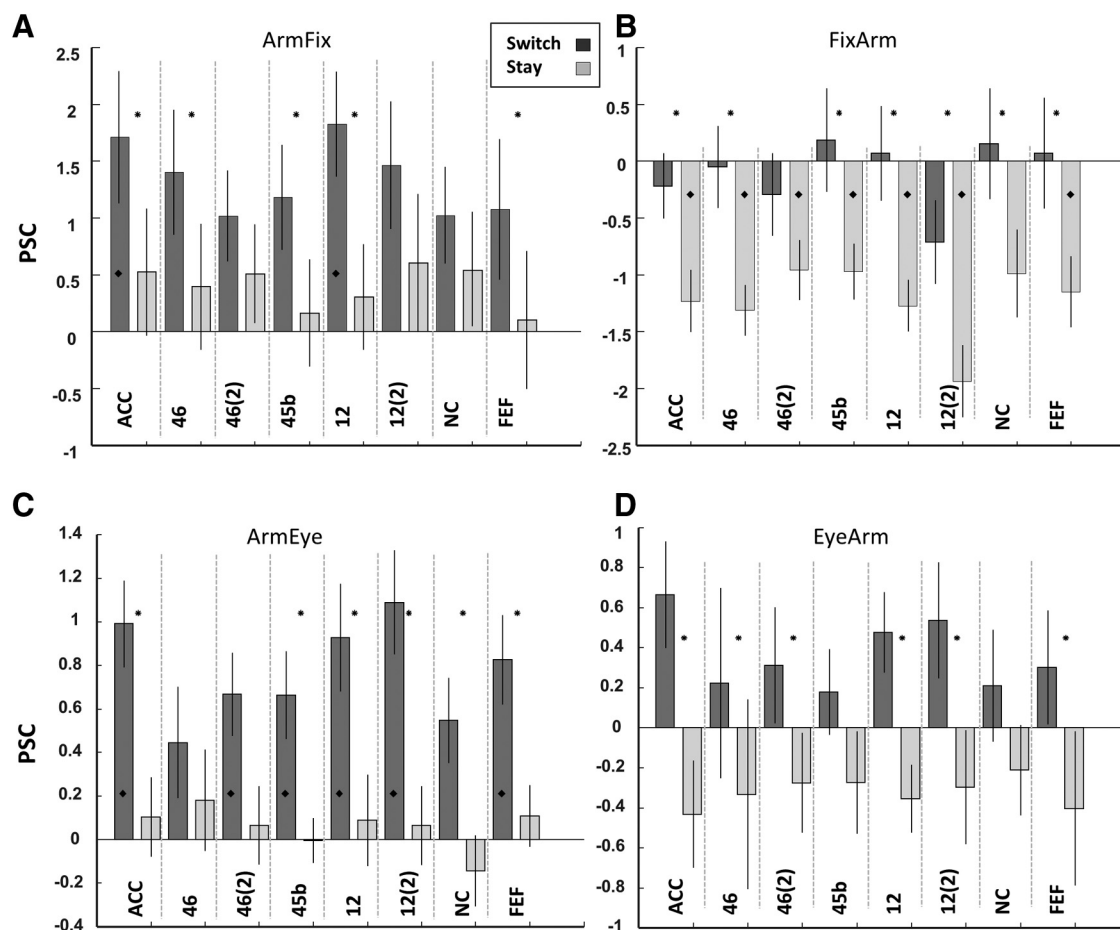 A
ArmFix
Switch
Stay
PSC
2.5
2
1.5
1
0.5
0
-0.5
-1
ACC
46
46(2)
45b
12
12(2)
NC
FEF
B
FixArm
1
0.5
0
-0.5
-1
-1.5
-2
-2.5
ACC
46
46(2)
45b
12
12(2)
NC
FEF
C
ArmEye
PSC
1.4
1.2
1
0.8
0.6
0.4
0.2
0
-0.2
-0.4
ACC
46
46(2)
45b
12
12(2)
NC
FEF
D
EyeArm
1
0.8
0.6
0.4
0.2
0
-0.2
-0.4
-0.6
-0.8
-1
ACC
46
46(2)
45b
12
12(2)
NC
FEF